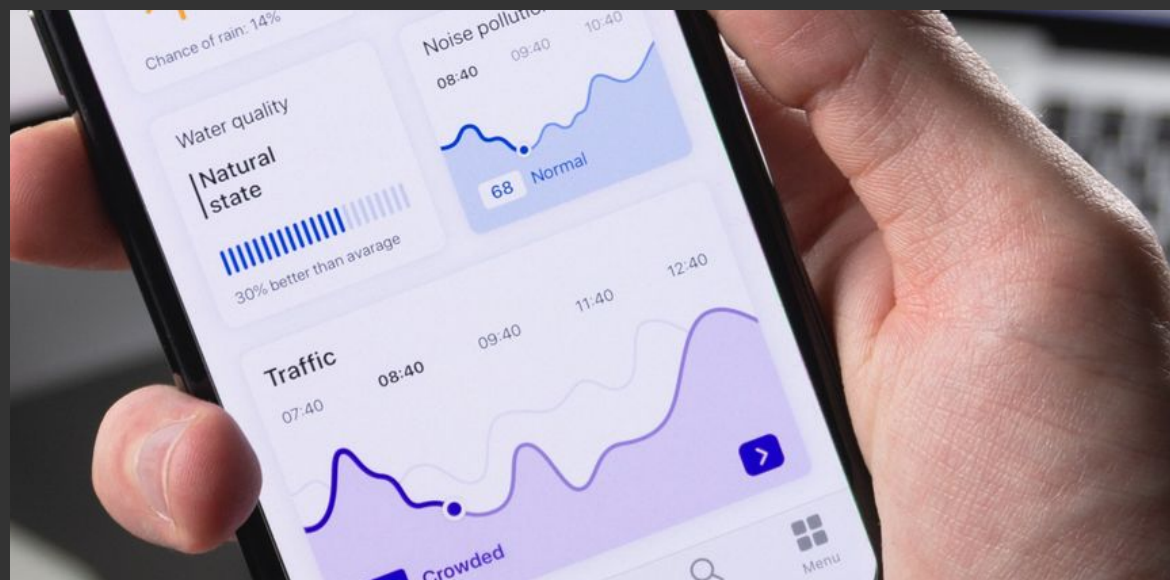 Chance of rain: 14%
Water quality
Natural
state
30% better than avarage
Noise pollution
08:40 09:40 10:40
68 Normal
Traffic
07:40 08:40 09:40 11:40 12:40
Crowded
Menu